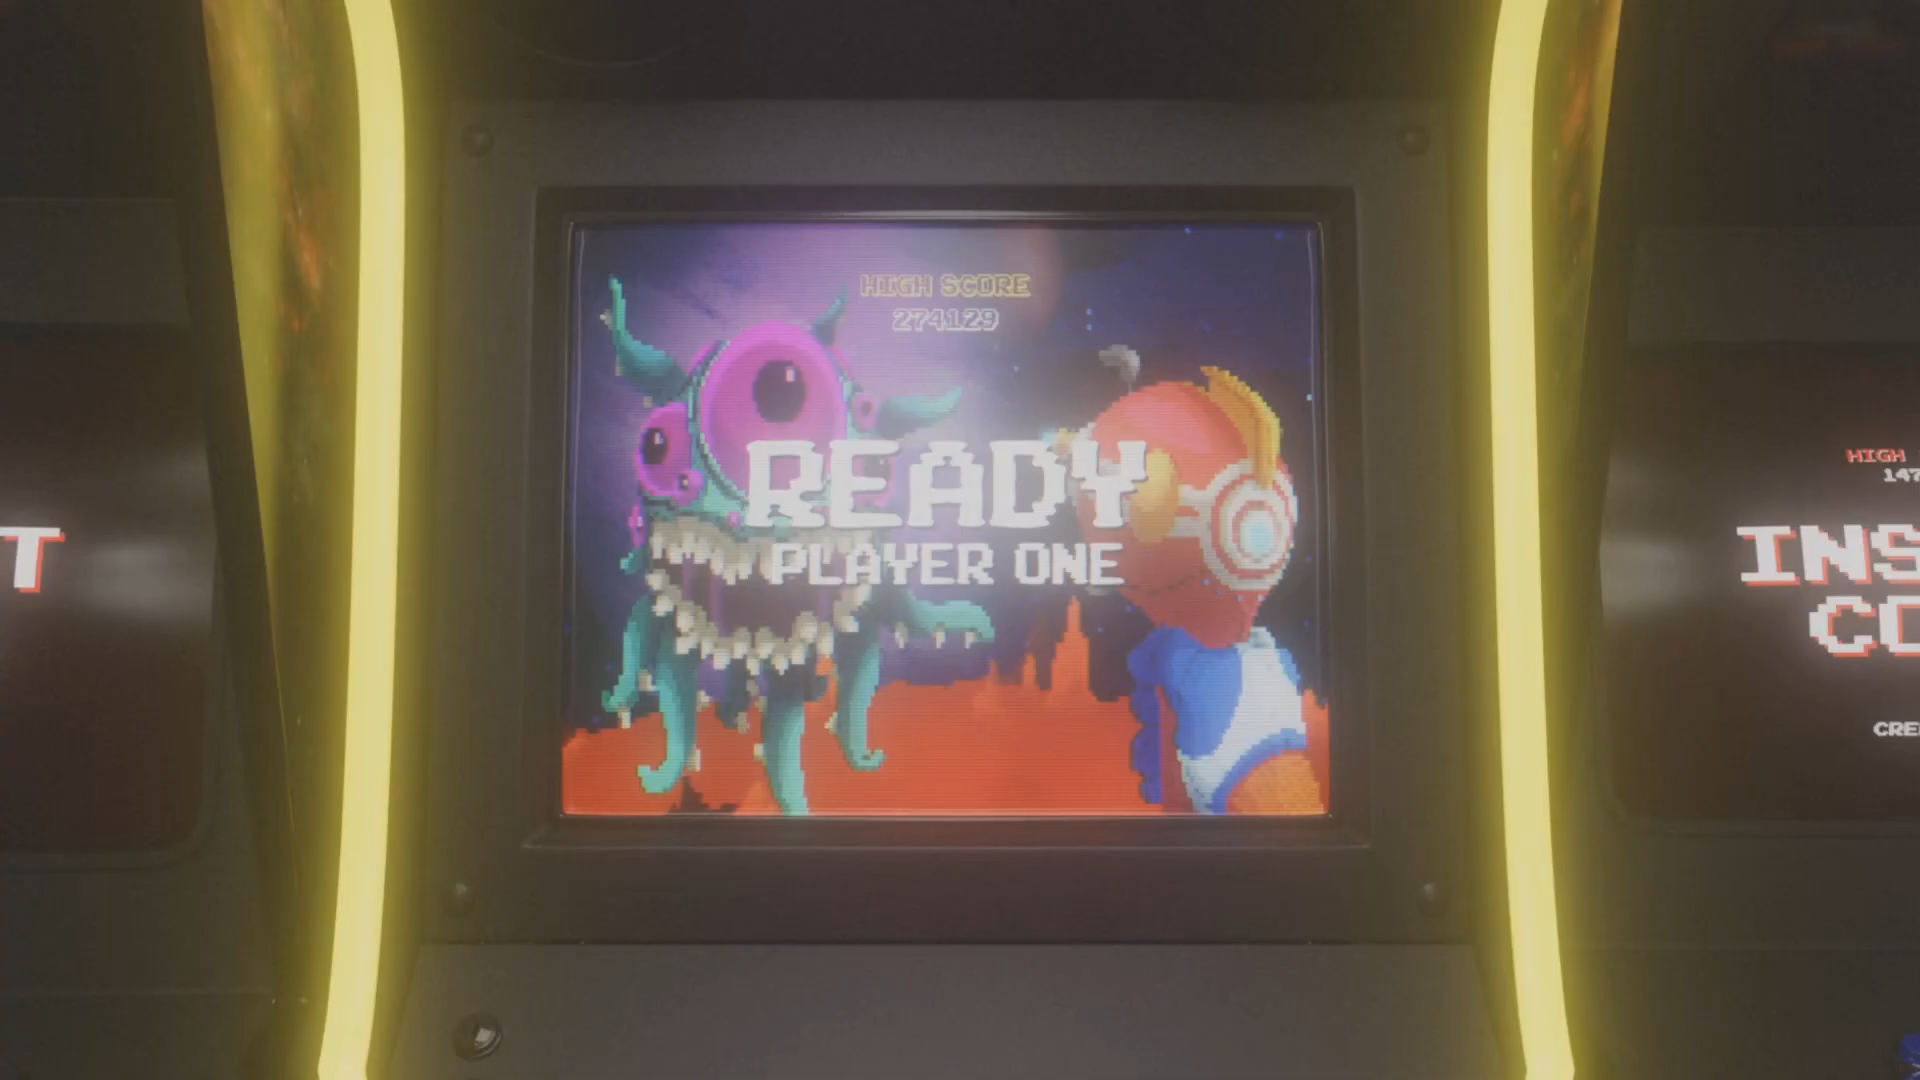 HIGH SCORE
274129
READY
PLAYER ONE
T
HIGH
147
INS
CO
CRE